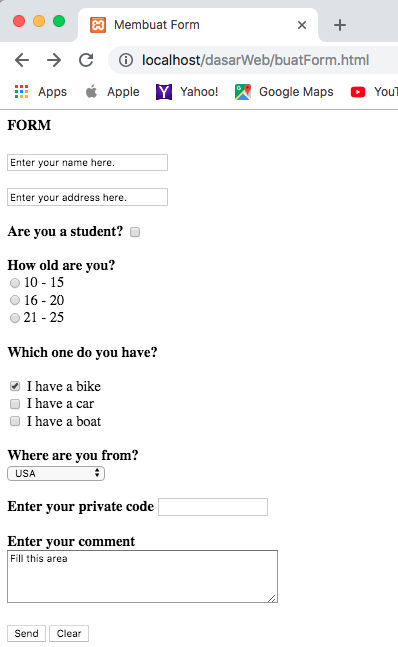 Membuat Form
localhost/dasarWeb/buatForm.html
Apps Apple Yahoo! Google Maps YouT
FORM
Enter your name here.
Enter your address here.
Are you a student?
How old are you?
10 - 15
16 - 20
21 - 25
Which one do you have?
I have a bike
I have a car
I have a boat
Where are you from?
USA
Enter your private code
Enter your comment
Fill this area
Send Clear